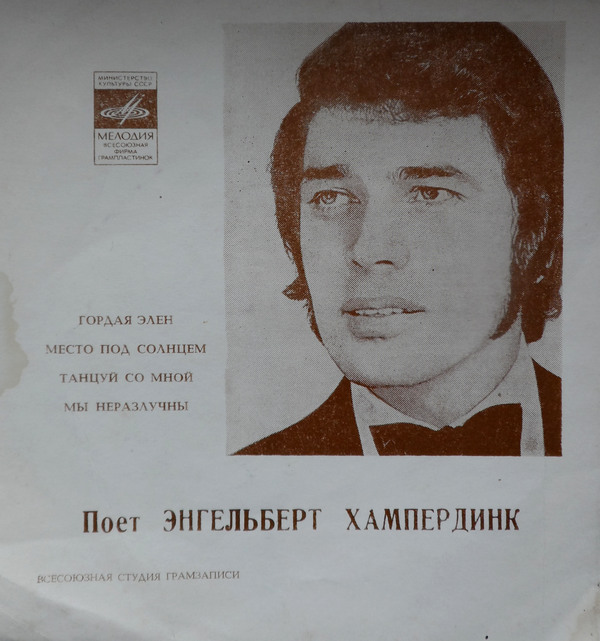 МИНИСТЕРСТВО
КУЛЬТУРЫ СССР
МЕЛОДИЯ
ВСЕСОЮЗНАЯ
ФИРМА
ГРАМПЛАСТИНОК
ГОРДАЯ ЭЛЕН
МЕСТО ПОД СОЛНЦЕМ
ТАНЦУЙ СО МНОЙ
МЫ НЕРАЗЛУЧНЫ
Поет ЭНГЕЛЬБЕРТ ХАМПЕРДИНК
ВСЕСОЮЗНАЯ СТУДИЯ ГРАМЗАПИСИ